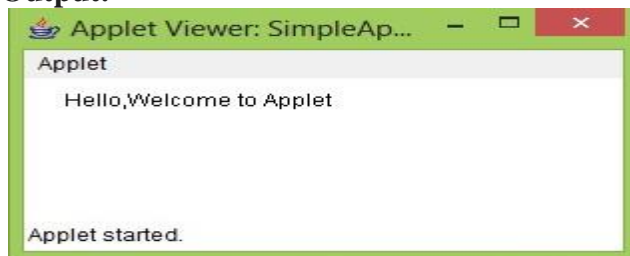 Output:
Applet Viewer: SimpleAp...
Applet
Hello,Welcome to Applet
Applet started.